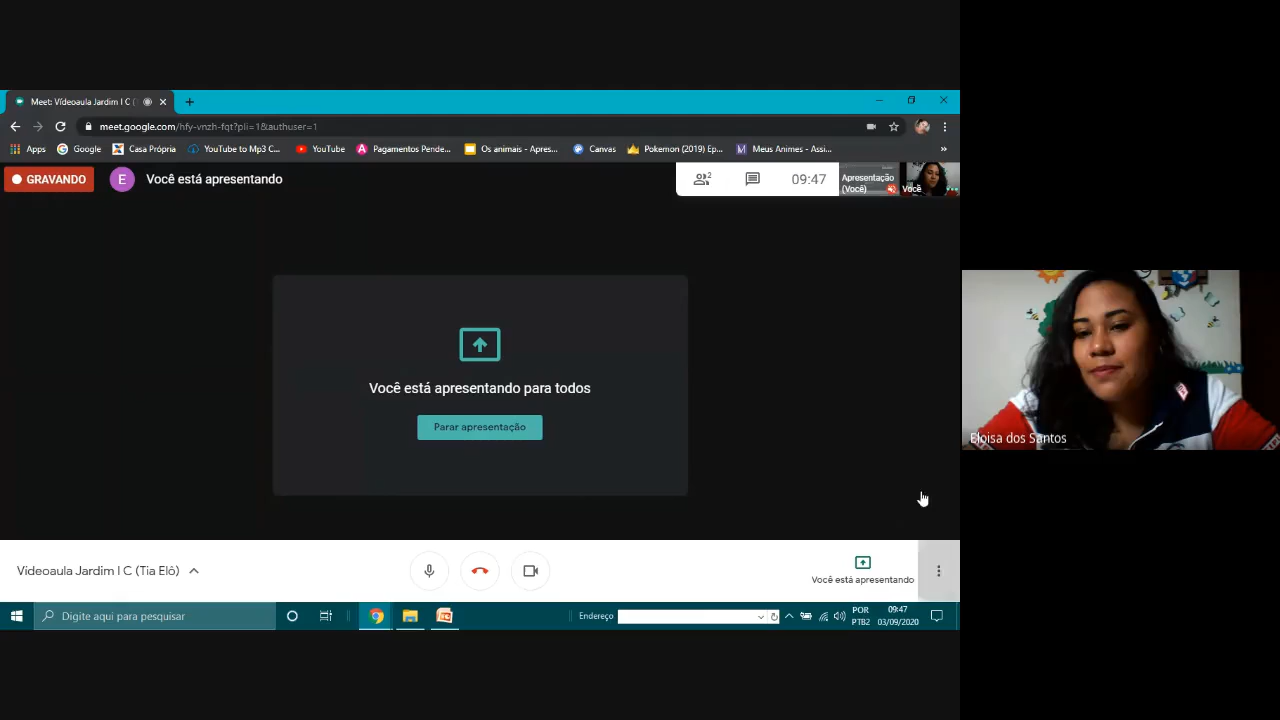 Meet: Vídeoaula Jardim I C (
meet.google.com/hfy-vnzh-fqt?pli=1&authuser=1
Apps Google Casa Própria YouTube to Mp3 C... YouTube Pagamentos Pende... Os animais - Apres... Canvas Pokemon (2019) Ep... Meus Animes - Assi... »
GRAVANDO E Você está apresentando 2 09:47 Apresentação
(Você) Você
Você está apresentando para todos
Parar apresentação
Eloisa dos Santos
Videoaula Jardim I C (Tia Elô) Você está apresentando
Digite aqui para pesquisar Endereço POR 09:47
PTB2 03/09/2020